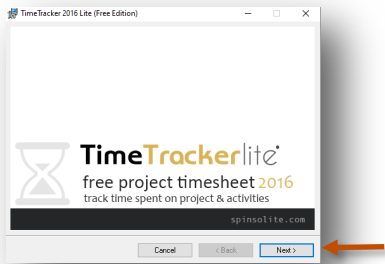 TimeTracker 2016 Lite (Free Edition)
TimeTrackerlite
free project timesheet 2016
track time spent on project & activities
spinsolite.com
Cancel
< Back
Next >